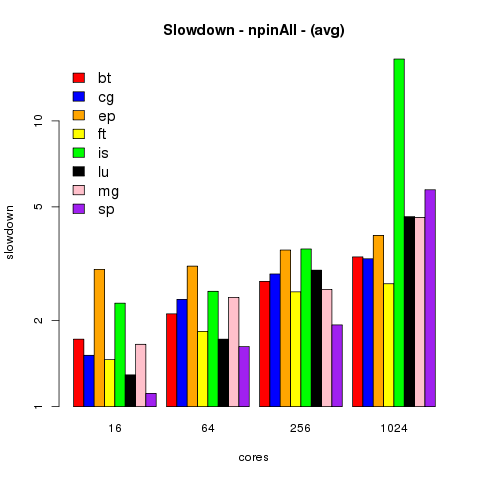 Slowdown - npinAll - (avg)
bt
cg
ep
ft
is
lu
mg
sp
slowdown
10
5
2
1
16 64 256 1024
cores